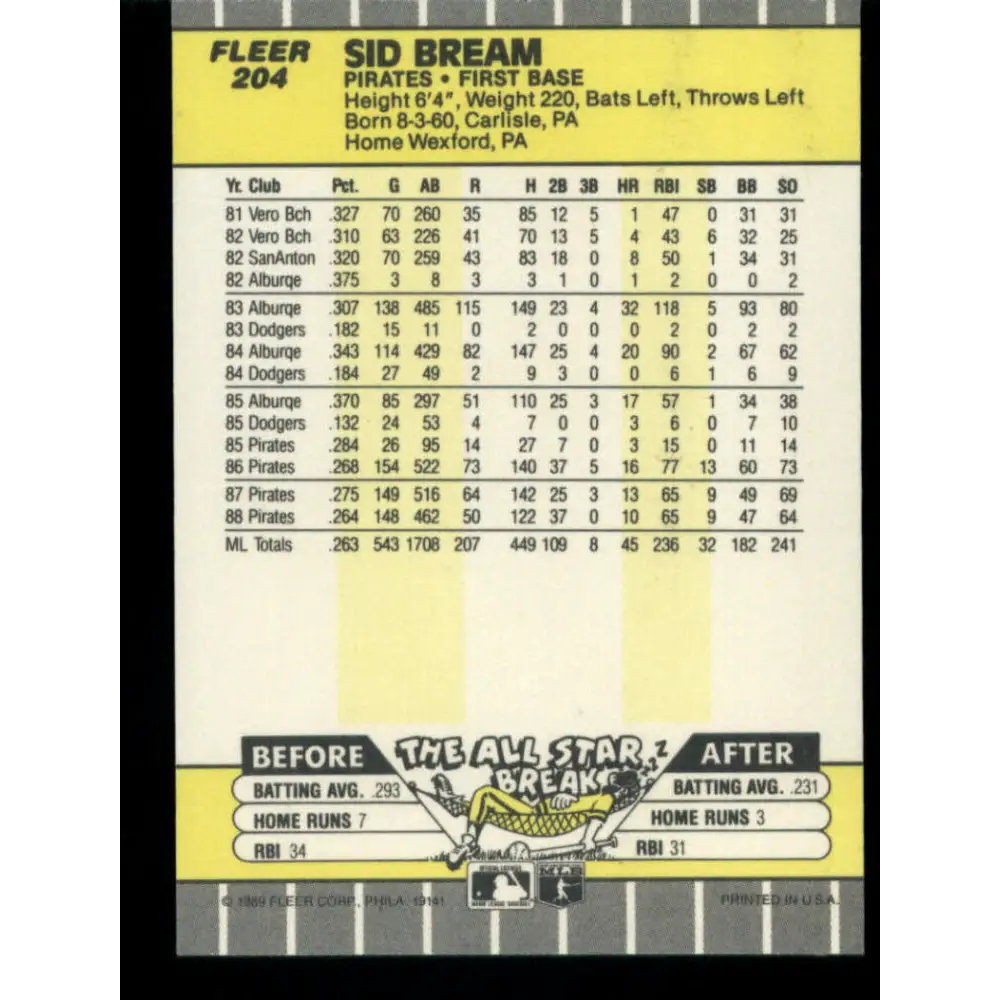 FLEER
204
SID BREAM
PIRATES • FIRST BASE
Height 6'4", Weight 220, Bats Left, Throws Left
Born 8-3-60, Carlisle, PA
Home Wexford, PA
Yr. Club Pct. G AB R H 2B 3B HR RBI SB BB SO
81 Vero Bch .327 70 260 35 85 12 5 1 47 0 31 31
82 Vero Bch .310 63 226 41 70 13 5 4 43 6 32 25
82 SanAnton .320 70 259 43 83 18 0 8 50 1 34 31
82 Alburqe .375 3 8 3 3 1 0 1 2 0 0 2
83 Alburqe .307 138 485 115 149 23 4 32 118 5 93 80
83 Dodgers .182 15 11 0 2 0 0 0 2 0 2 2
84 Alburqe .343 114 429 82 147 25 4 20 90 2 67 62
84 Dodgers .184 27 49 2 9 3 0 0 6 1 6 9
85 Alburqe .370 85 297 51 110 25 3 17 57 1 34 38
85 Dodgers .132 24 53 4 7 0 0 3 6 0 7 10
85 Pirates .284 26 95 14 27 7 0 3 15 0 11 14
86 Pirates .268 154 522 73 140 37 5 16 77 13 60 73
87 Pirates .275 149 516 64 142 25 3 13 65 9 49 69
88 Pirates .264 148 462 50 122 37 0 10 65 9 47 64
ML Totals .263 543 1708 207 449 109 8 45 236 32 182 241
BEFORE THE ALL STAR BREAK zzZ AFTER
BATTING AVG. .293 BATTING AVG. .231
HOME RUNS 7 HOME RUNS 3
RBI 34 RBI 31
MLB
© 1989 FLEER CORP., PHILA. 19141 PRINTED IN U.S.A.